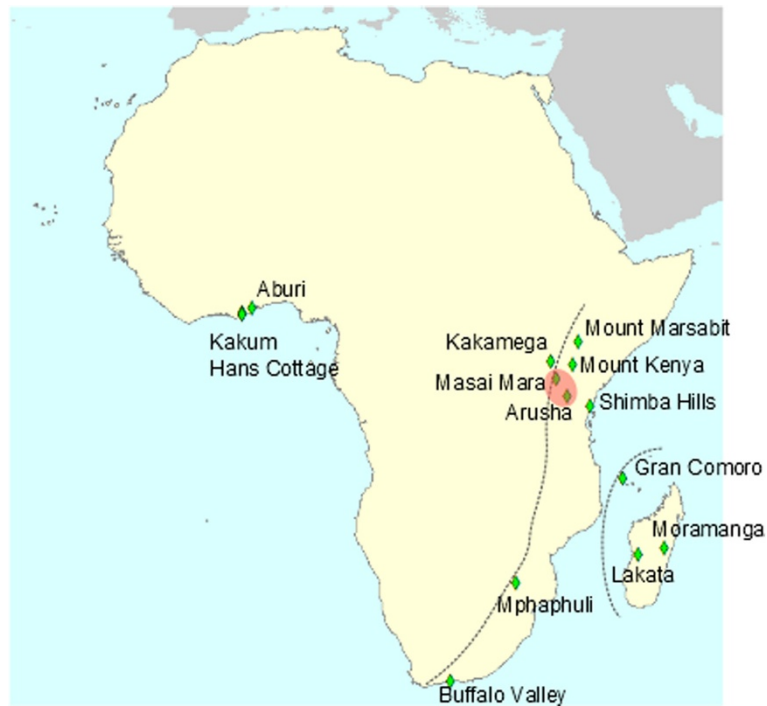 Aburi
Kakum
Hans Cottage
Mount Marsabit
Kakamega
Mount Kenya
Masai Mara
Arusha
Shimba Hills
Gran Comoro
Moramanga
Lakata
Mphaphuli
Buffalo Valley